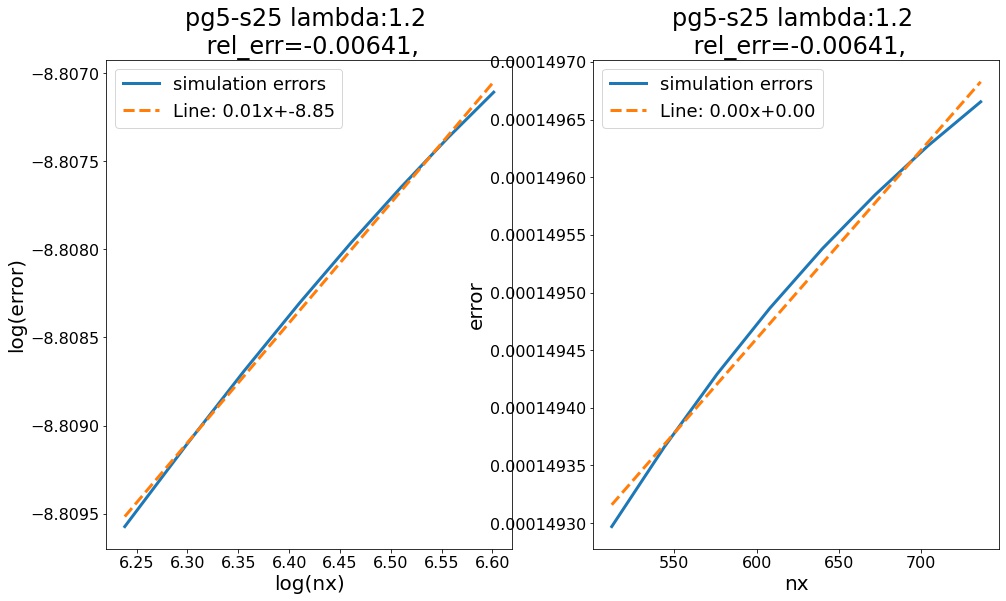 pg5-s25 lambda:1.2
rel_err=-0.00641,
simulation errors
Line: 0.01x+-8.85
−8.8070
−8.8075
−8.8080
−8.8085
−8.8090
−8.8095
log(error)
6.25 6.30 6.35 6.40 6.45 6.50 6.55 6.60
log(nx)
pg5-s25 lambda:1.2
rel_err=-0.00641,
simulation errors
Line: 0.00x+0.00
0.00014970
0.00014965
0.00014960
0.00014955
0.00014950
0.00014945
0.00014940
0.00014935
0.00014930
error
550 600 650 700
nx